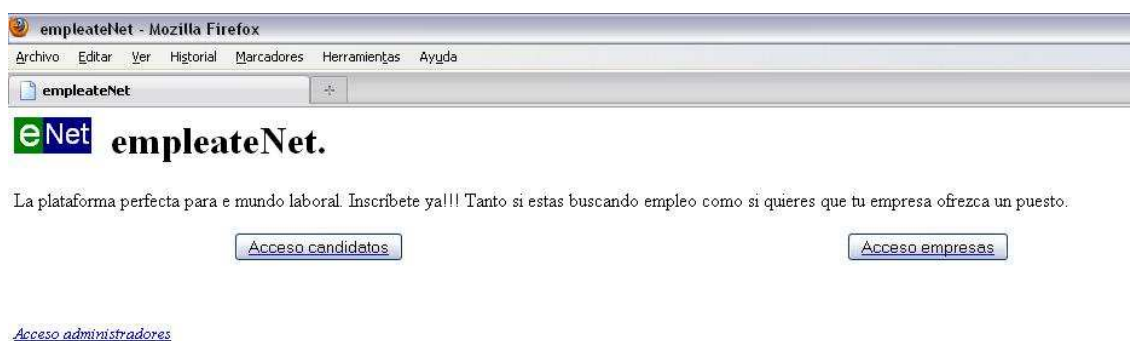 empleateNet - Mozilla Firefox
Archivo Editar Ver Historial Marcadores Herramientas Ayuda
empleateNet
eNet empleateNet.
La plataforma perfecta para e mundo laboral. Inscríbete ya!!! Tanto si estas buscando empleo como si quieres que tu empresa ofrezca un puesto.
Acceso candidatos Acceso empresas
Acceso administradores